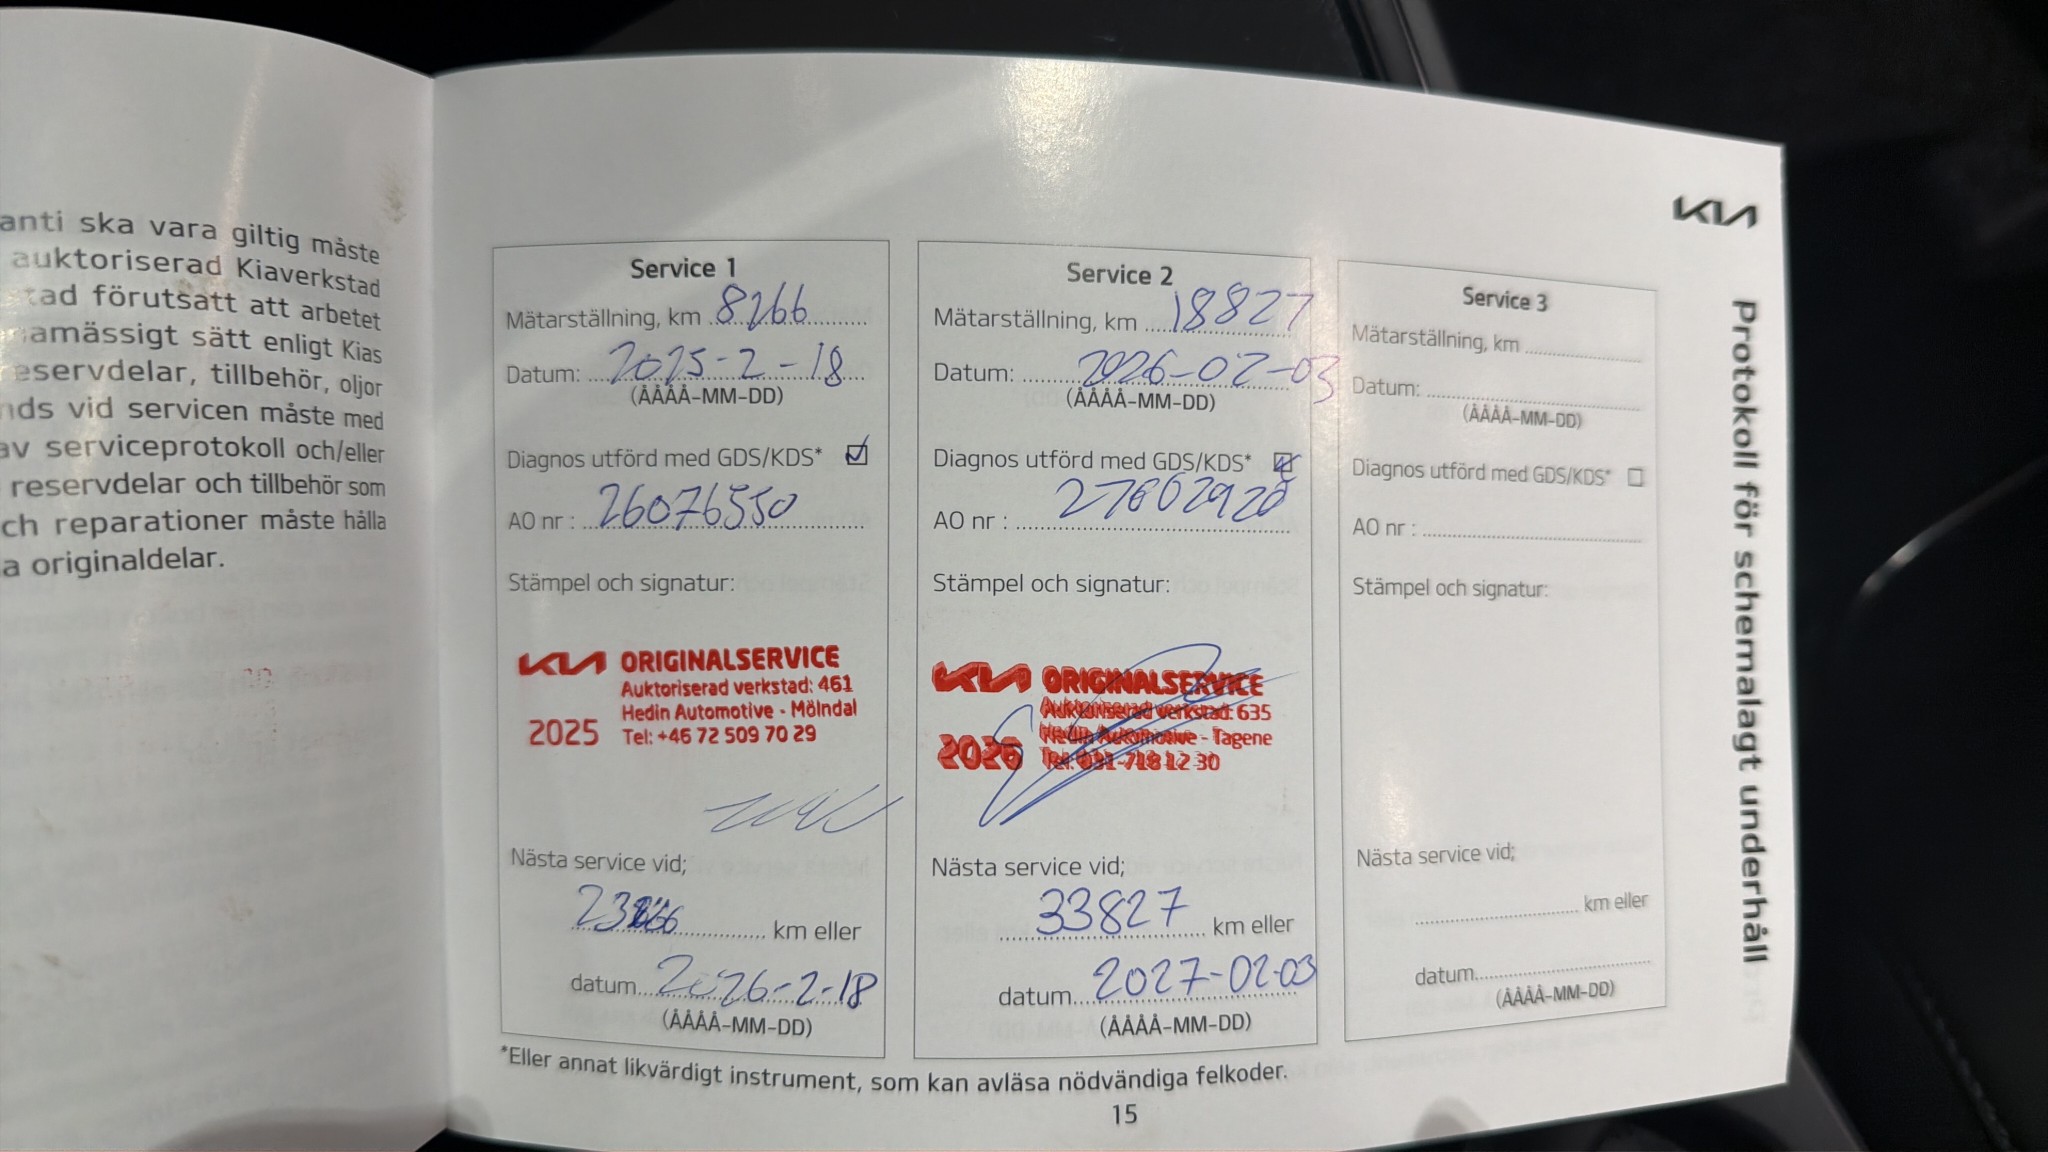 anti ska vara giltig måste
auktoriserad Kiaverkstad
förutsatt att arbetet
sätt enligt Kias
tillbehör, oljor
vid servicen måste med
av serviceprotokoll och/eller
reservdelar och tillbehör som
ch reparationer måste hålla
a originaldelar.
KIA
Protokoll för schemalagt underhåll
Service 1
Mätarställning, km 8266
Datum: 2025-2-18
(ÅÅÅÅ-MM-DD)
Diagnos utförd med GDS/KDS*
AO nr : 26076550
Stämpel och signatur:
KIA ORIGINALSERVICE
Auktoriserad verkstad: 461
Hedin Automotive - Mölndal
2025 Tel: +46 72 509 70 29
Nästa service vid;
km eller
datum 2026-2-18
(ÅÅÅÅ-MM-DD)
Service 2
Mätarställning, km 18827
Datum: 2026-02-03
(ÅÅÅÅ-MM-DD)
Diagnos utförd med GDS/KDS*
AO nr :
Stämpel och signatur:
KIA ORIGINALSERVICE
Auktoriserad verkstad: 635
Hedin Automotive - Tagene
2026 Tel: 031-718 12 30
Nästa service vid;
33827 km eller
datum 2027-02-03
(ÅÅÅÅ-MM-DD)
Service 3
Mätarställning, km
Datum:
(ÅÅÅÅ-MM-DD)
Diagnos utförd med GDS/KDS*
AO nr :
Stämpel och signatur:
Nästa service vid;
km eller
datum
(ÅÅÅÅ-MM-DD)
*Eller annat likvärdigt instrument, som kan avläsa nödvändiga felkoder.
15